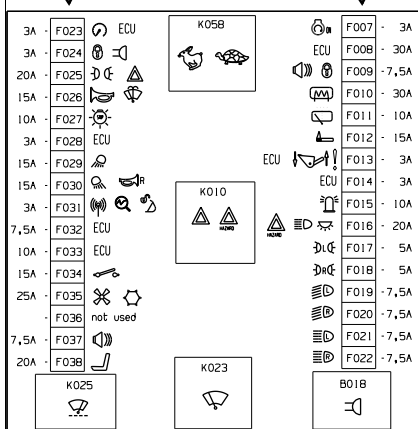 3A - F023 ECU
3A - F024
20A - F025
15A - F026
10A - F027
3A - F028 ECU
15A - F029
15A - F030 R
3A - F031
7,5A - F032 ECU
10A - F033 ECU
15A - F034
25A - F035
- F036 not used
7,5A - F037
20A - F038
K025
K058
K010
HAZARD
K023
F007 - 3A
ECU F008 - 30A
F009 - 7,5A
F010 - 30A
F011 - 10A
F012 - 15A
ECU F013 - 3A
ECU F014 - 3A
F015 - 10A
HAZARD F016 - 20A
L F017 - 5A
R F018 - 5A
L F019 - 7,5A
R F020 - 7,5A
L F021 - 7,5A
R F022 - 7,5A
B018